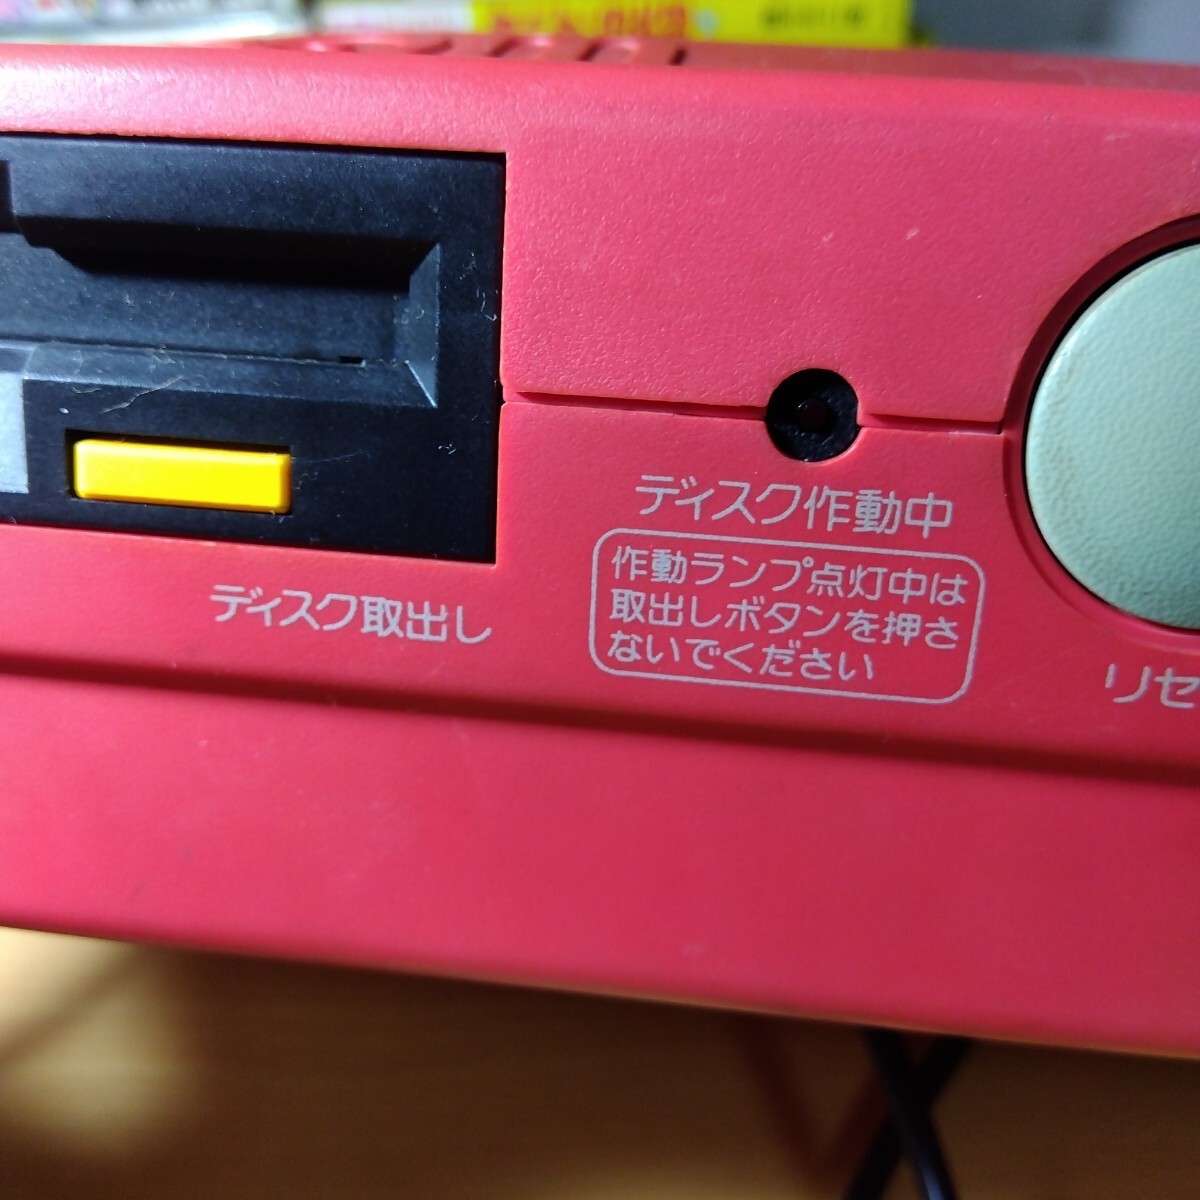 ディスク作動中
作動ランプ点灯中は
取出しボタンを押さ
ないでください
ディスク取出し
リセ